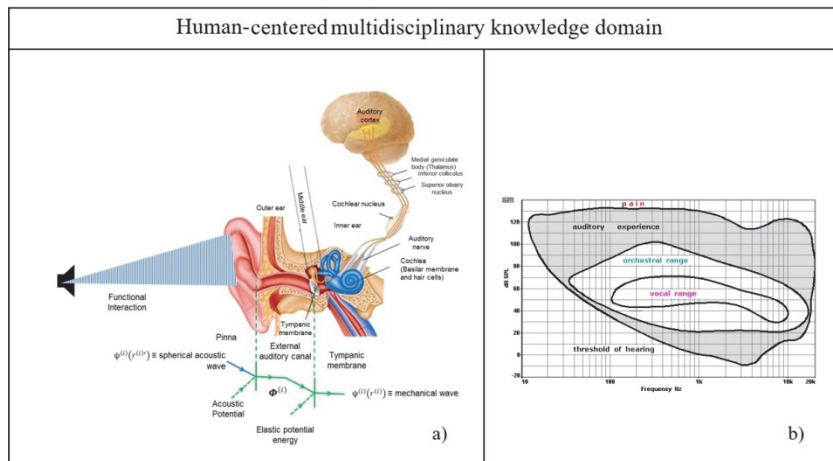 Human-centered multidisciplinary knowledge domain
Auditory
cortex
Medial geniculate
body (Thalamus)
Inferior colliculus
Superior olivary
nucleus
Cochlear nucleus
Middle ear
Outer ear
Inner ear
Auditory
nerve
Cochlea
(Basilar membrane
and hair cells)
Functional
Interaction
Tympanic
membrane
Pinna
External
auditory canal
Tympanic
membrane
ψ⁽ⁱ⁾(r⁽ⁱ⁾ʳ) ≡ spherical acoustic
wave
Φ⁽ⁱ⁾
ψ⁽ⁱ⁾(r⁽ⁱ⁾) ≡ mechanical wave
Acoustic
Potential
Elastic potential
energy
a)
pain
120
auditory experience
100
orchestral range
80
dB SPL
60
vocal range
40
20
threshold of hearing
0
-20
10
100
1k
10k
20k
Frequency Hz
b)